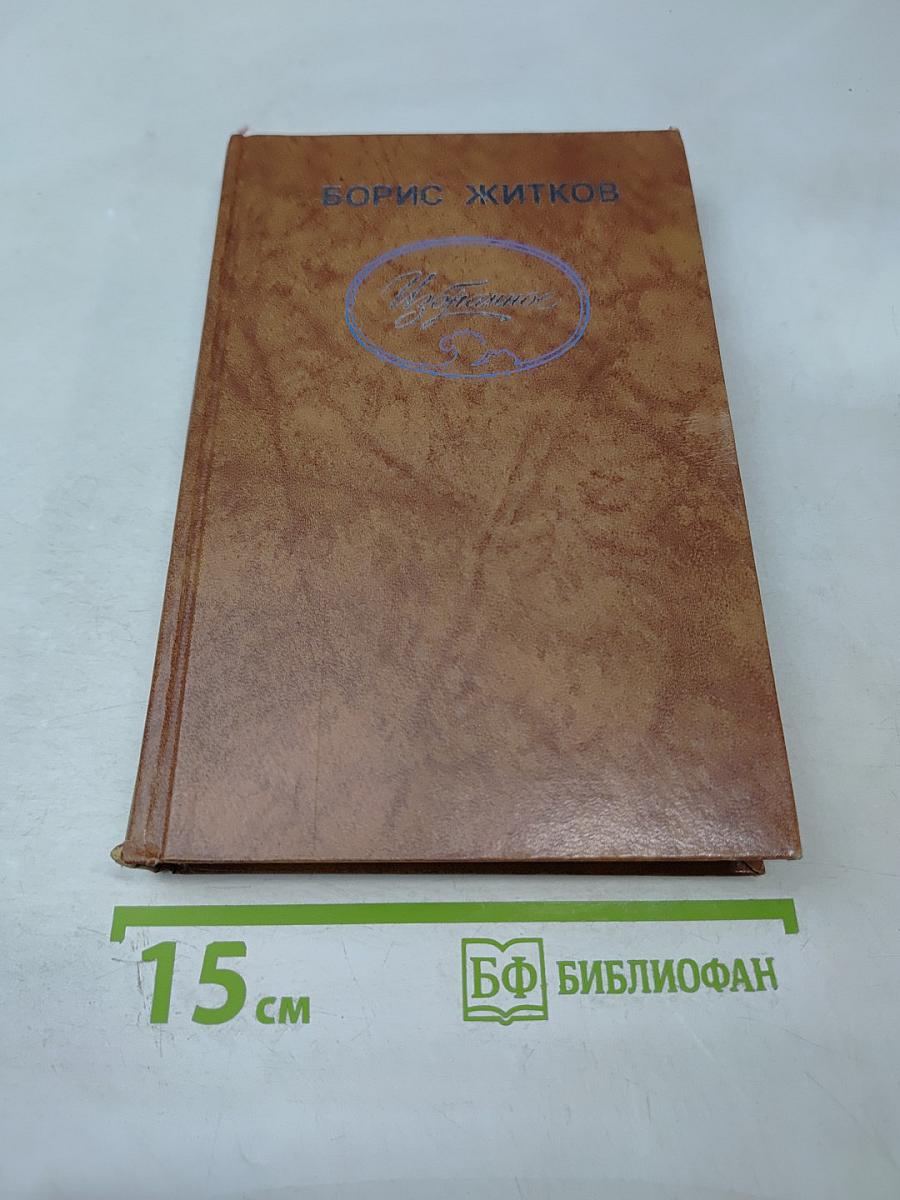 БОРИС ЖИТКОВ
Избранное
15 см
БФ БИБЛИОФАН